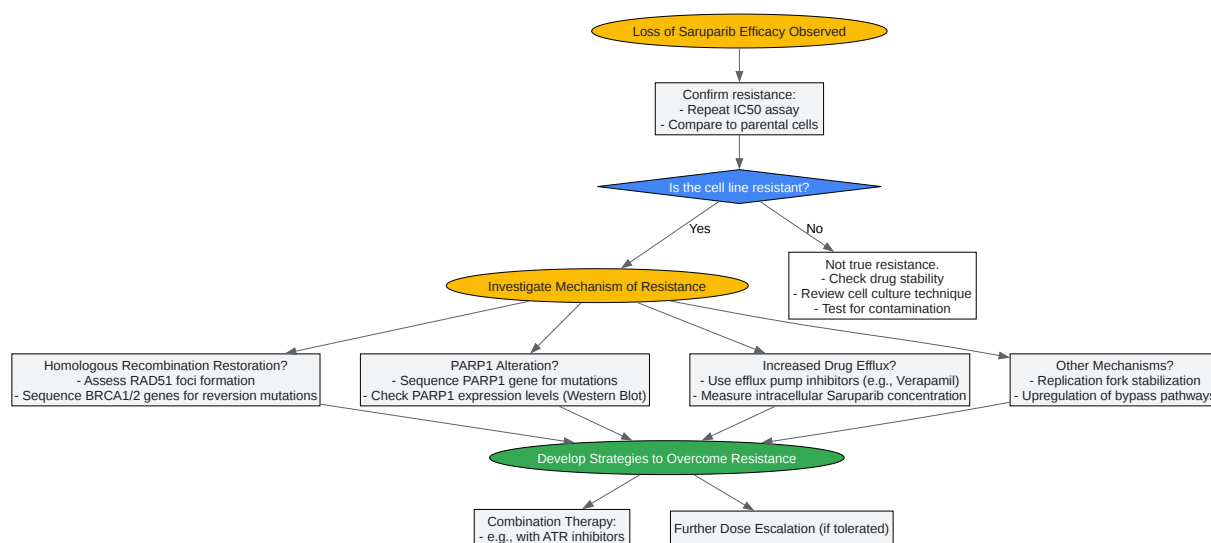 Loss of Saruparib Efficacy Observed
Confirm resistance:
- Repeat IC50 assay
- Compare to parental cells
Is the cell line resistant?
Yes
No
Not true resistance.
- Check drug stability
- Review cell culture technique
- Test for contamination
Investigate Mechanism of Resistance
Homologous Recombination Restoration?
- Assess RAD51 foci formation
- Sequence BRCA1/2 genes for reversion mutations
PARP1 Alteration?
- Sequence PARP1 gene for mutations
- Check PARP1 expression levels (Western Blot)
Increased Drug Efflux?
- Use efflux pump inhibitors (e.g., Verapamil)
- Measure intracellular Saruparib concentration
Other Mechanisms?
- Replication fork stabilization
- Upregulation of bypass pathways
Develop Strategies to Overcome Resistance
Combination Therapy:
- e.g., with ATR inhibitors
Further Dose Escalation (if tolerated)